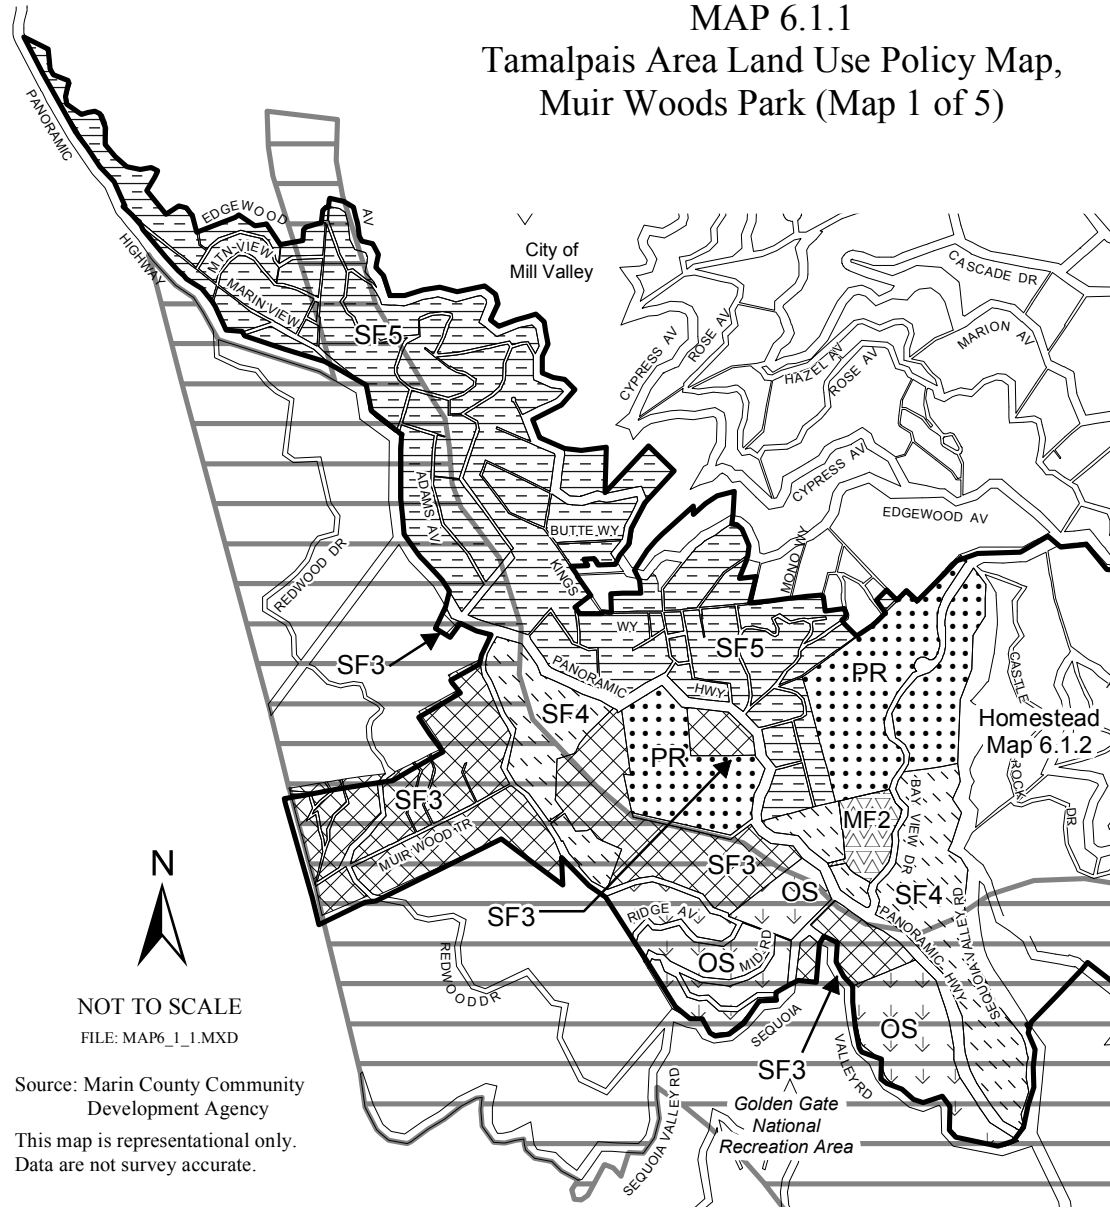 MAP 6.1.1
Tamalpais Area Land Use Policy Map,
Muir Woods Park (Map 1 of 5)
PANORAMIC
HIGHWAY
EDGEWOOD
AV
MTN VIEW
MARIN VIEW
SF5
City of
Mill Valley
CASCADE DR
CYPRESS AV
ROSE AV
HAZEL AV
ROSE AV
MARION AV
CYPRESS AV
EDGEWOOD AV
ADAMS AV
BUTTE WY
KINGS
WY
MONO WY
REDWOOD DR
SF3
SF5
PANORAMIC
HWY
SF4
PR
PR
CASTLE
ROCK
DR
Homestead
Map 6.1.2
SF3
MUIR WOOD TR
MF2
BAY VIEW DR
SF4
SF3
OS
SF3
RIDGE AV
MID RD
OS
PANORAMIC HWY
SEQUOIA VALLEY RD
REDWOOD DR
N
NOT TO SCALE
FILE: MAP6_1_1.MXD
SEQUOIA
VALLEY RD
OS
SF3
Source: Marin County Community
Development Agency
This map is representational only.
Data are not survey accurate.
SEQUOIA VALLEY RD
Golden Gate
National
Recreation Area